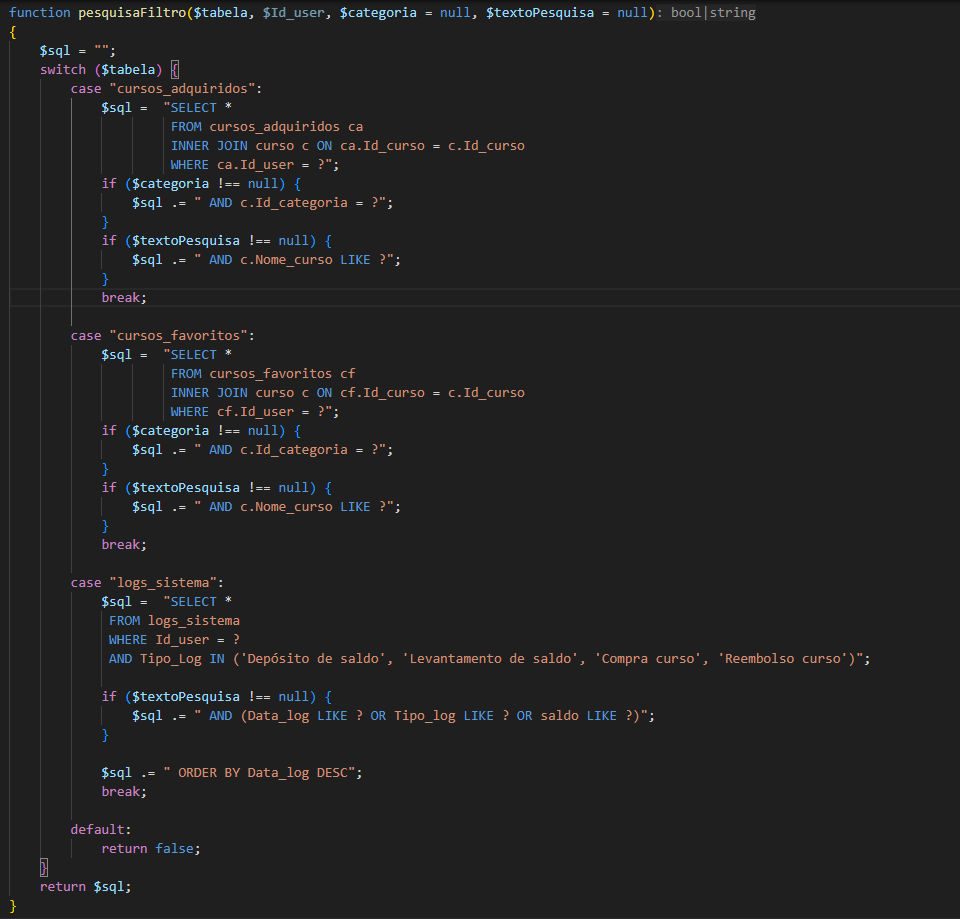 function pesquisaFiltro($tabela, $Id_user, $categoria = null, $textoPesquisa = null): bool|string
{
    $sql = "";
    switch ($tabela) {
        case "cursos_adquiridos":
            $sql =  "SELECT *
                     FROM cursos_adquiridos ca
                     INNER JOIN curso c ON ca.Id_curso = c.Id_curso
                     WHERE ca.Id_user = ?";
            if ($categoria !== null) {
                $sql .= " AND c.Id_categoria = ?";
            }
            if ($textoPesquisa !== null) {
                $sql .= " AND c.Nome_curso LIKE ?";
            }
            break;

        case "cursos_favoritos":
            $sql =  "SELECT *
                     FROM cursos_favoritos cf
                     INNER JOIN curso c ON cf.Id_curso = c.Id_curso
                     WHERE cf.Id_user = ?";
            if ($categoria !== null) {
                $sql .= " AND c.Id_categoria = ?";
            }
            if ($textoPesquisa !== null) {
                $sql .= " AND c.Nome_curso LIKE ?";
            }
            break;

        case "logs_sistema":
            $sql =  "SELECT *
             FROM logs_sistema
             WHERE Id_user = ?
             AND Tipo_Log IN ('Depósito de saldo', 'Levantamento de saldo', 'Compra curso', 'Reembolso curso')";

            if ($textoPesquisa !== null) {
                $sql .= " AND (Data_log LIKE ? OR Tipo_log LIKE ? OR saldo LIKE ?)";
            }

            $sql .= " ORDER BY Data_log DESC";
            break;

        default:
            return false;
    }
    return $sql;
}